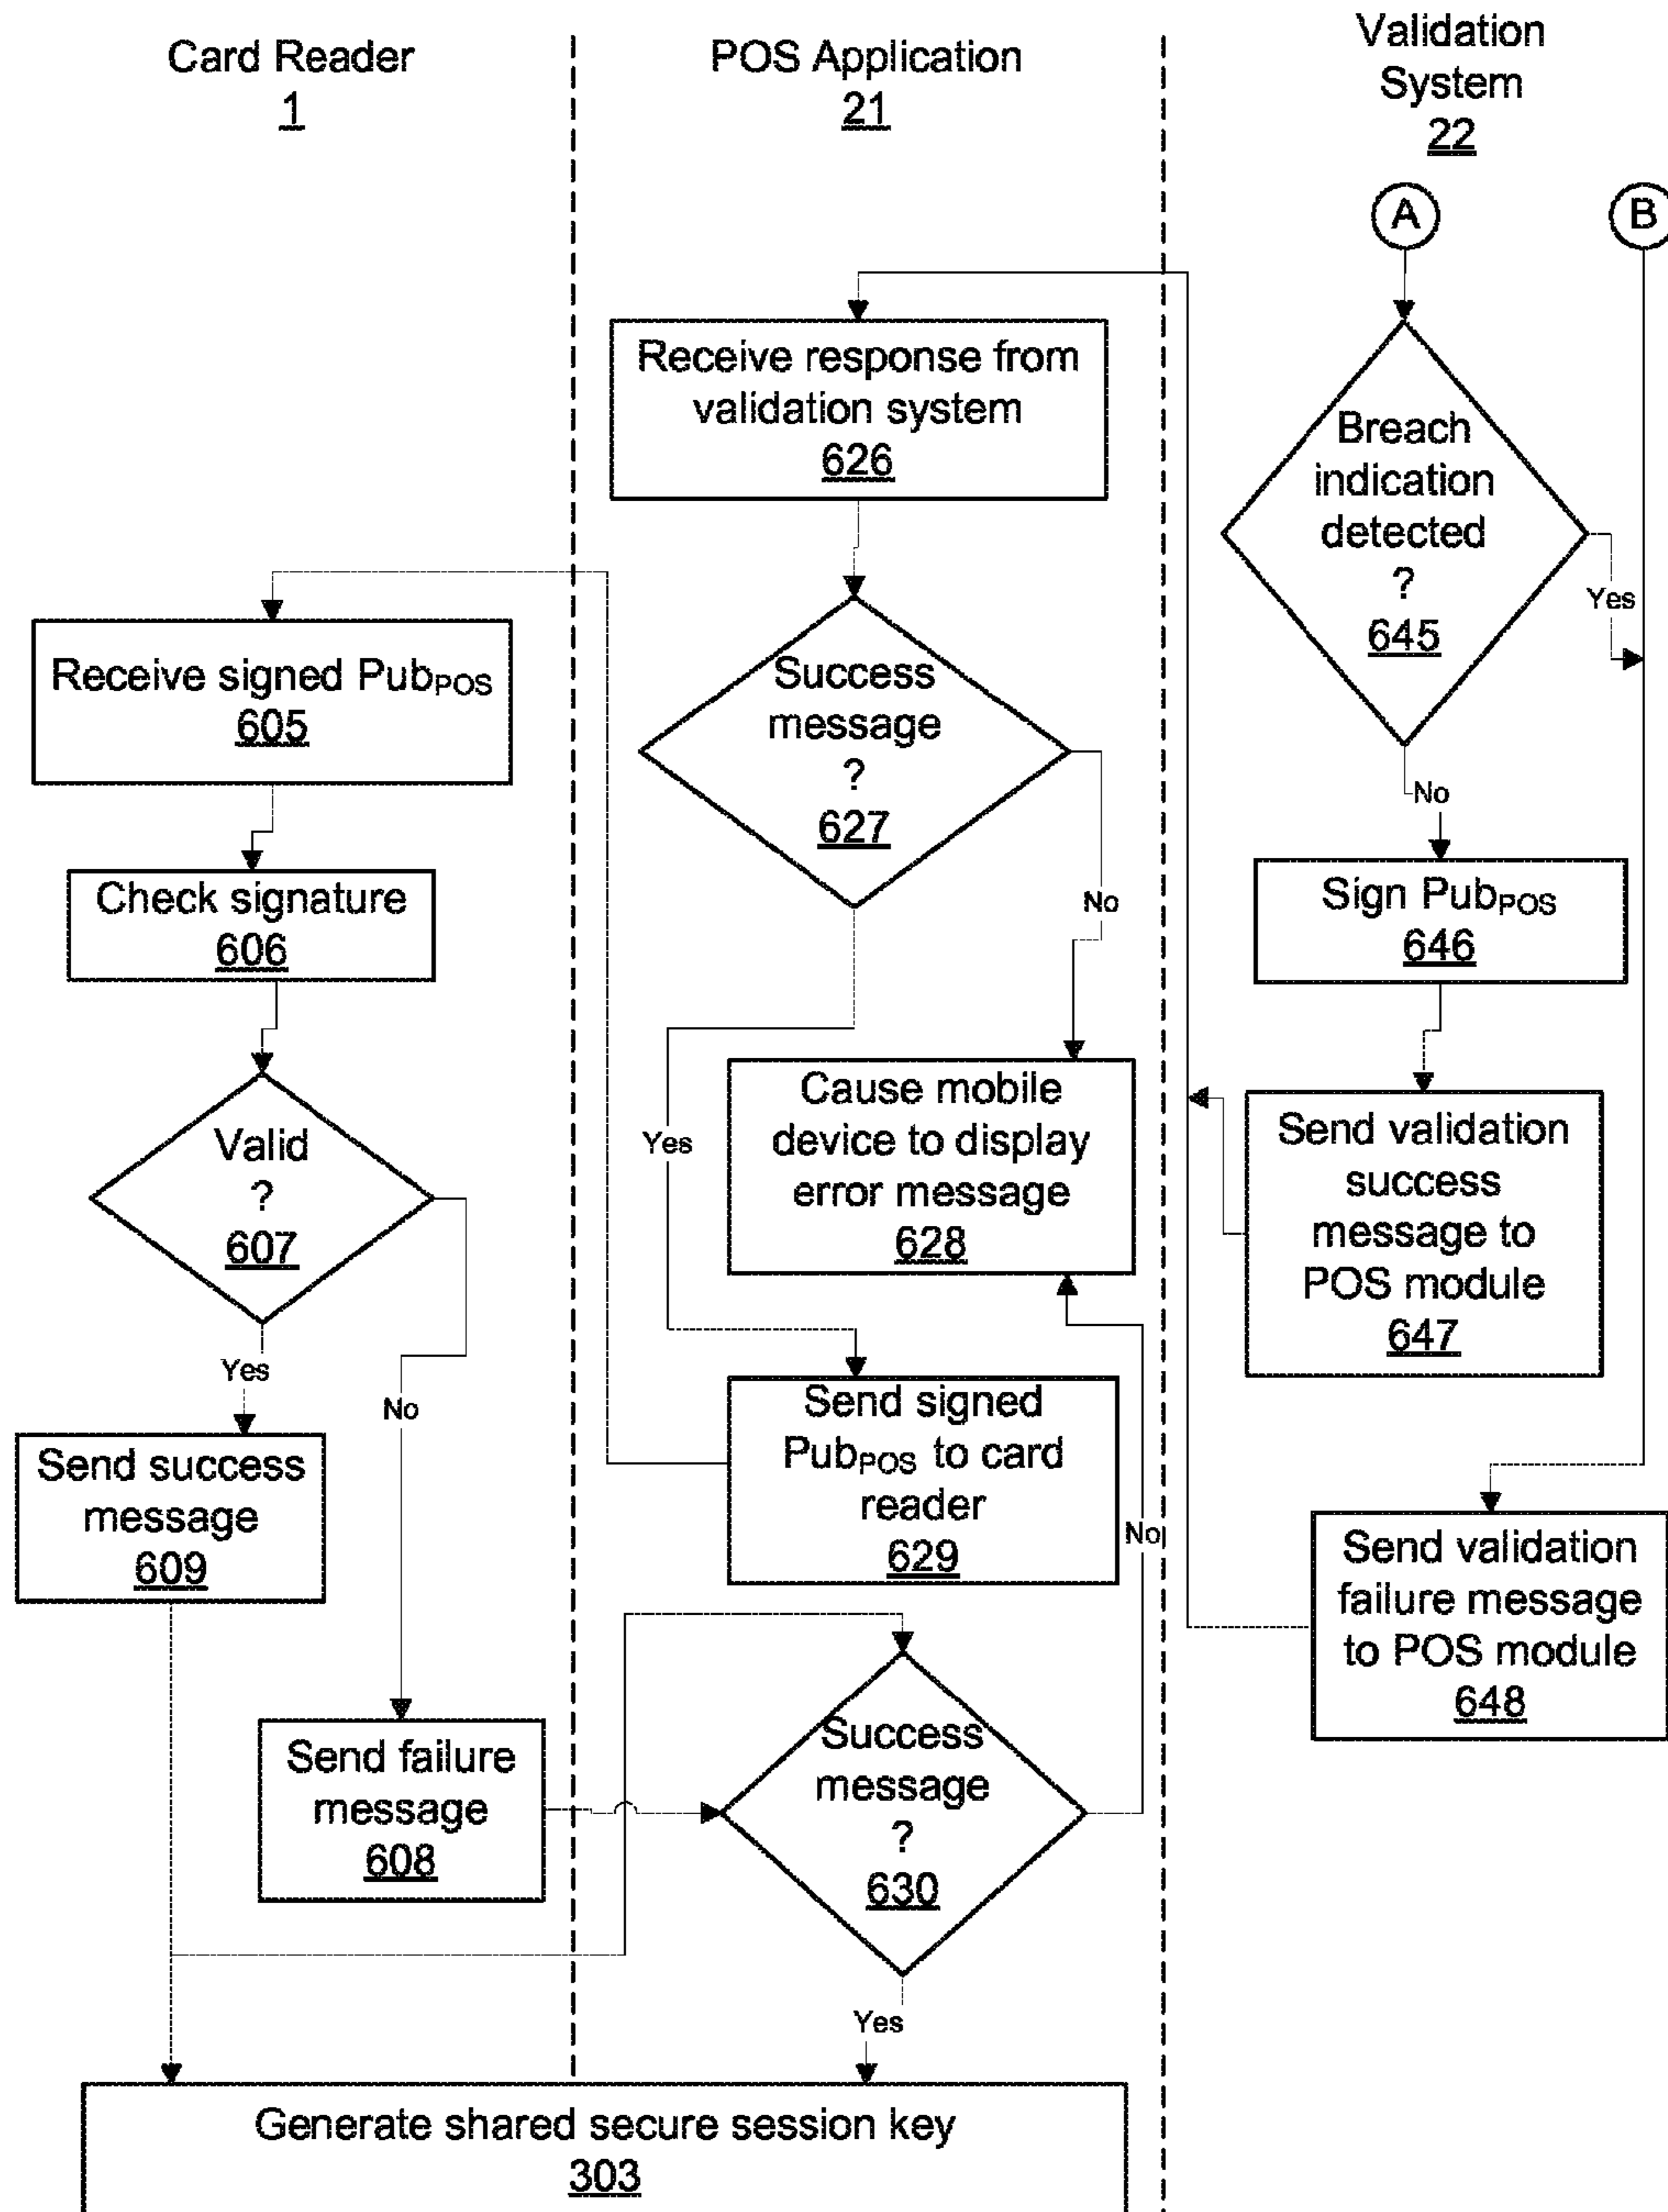 Card Reader
1
POS Application
21
Validation
System
22
A
B
Receive response from
validation system
626
Breach
indication
detected
?
645
Yes
No
Receive signed PubPOS
605
Success
message
?
627
No
Yes
Check signature
606
Sign PubPOS
646
Valid
?
607
Yes
No
Cause mobile
device to display
error message
628
Send validation
success
message to
POS module
647
Send success
message
609
Send signed
PubPOS to card
reader
629
No
Send validation
failure message
to POS module
648
Send failure
message
608
Success
message
?
630
Yes
Generate shared secure session key
303